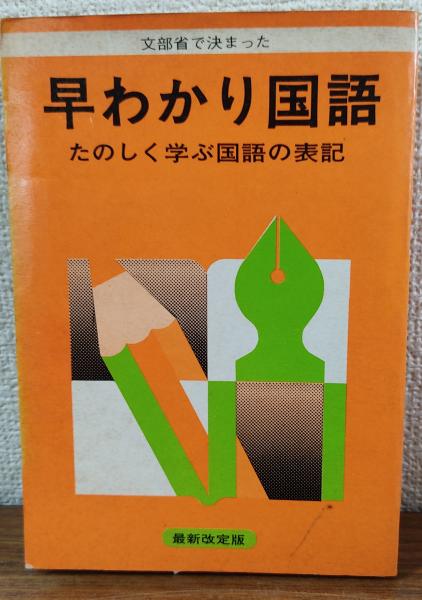 文部省で決まった
早わかり国語
たのしく学ぶ国語の表記
最新改定版